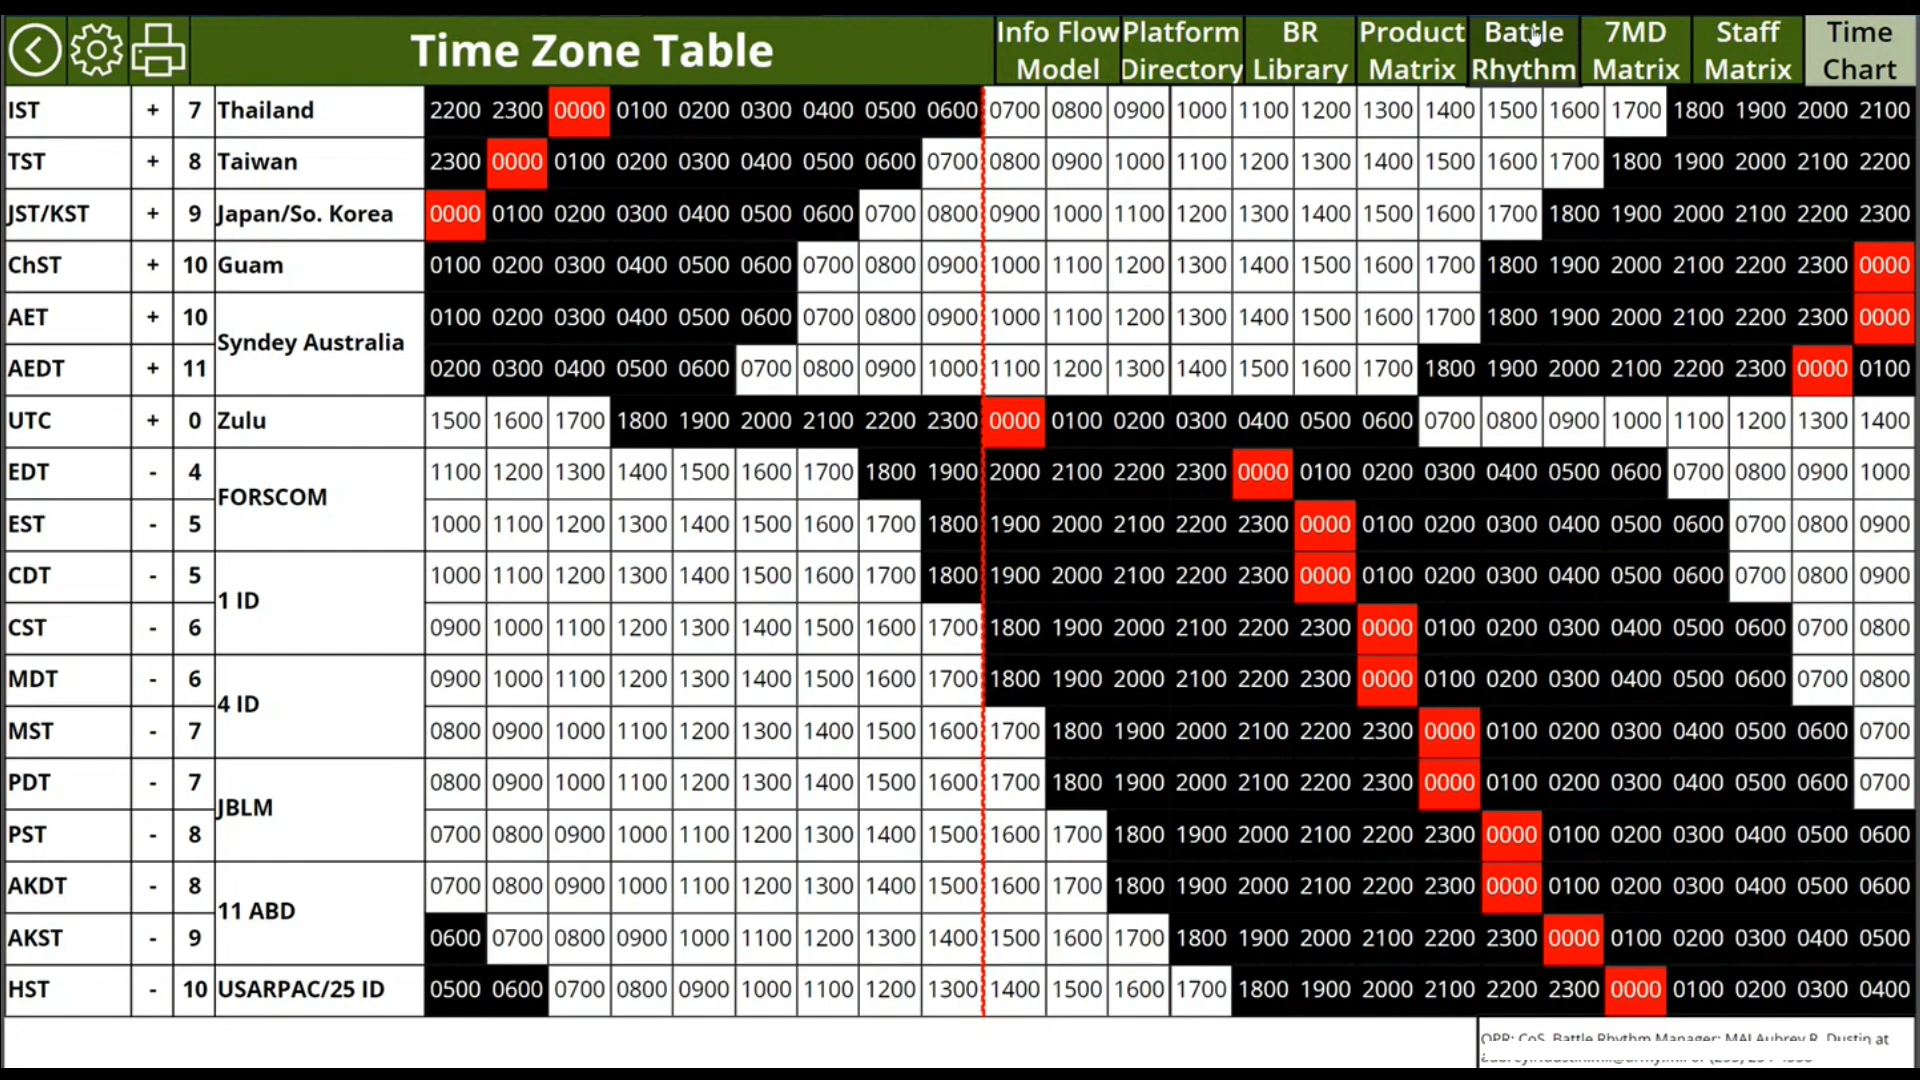 Time Zone Table
Info Flow Model
Platform Directory
BR Library
Product Matrix
Battle Rhythm
7MD Matrix
Staff Matrix
Time Chart
IST + 7 Thailand 2200 2300 0000 0100 0200 0300 0400 0500 0600 0700 0800 0900 1000 1100 1200 1300 1400 1500 1600 1700 1800 1900 2000 2100
TST + 8 Taiwan 2300 0000 0100 0200 0300 0400 0500 0600 0700 0800 0900 1000 1100 1200 1300 1400 1500 1600 1700 1800 1900 2000 2100 2200
JST/KST + 9 Japan/So. Korea 0000 0100 0200 0300 0400 0500 0600 0700 0800 0900 1000 1100 1200 1300 1400 1500 1600 1700 1800 1900 2000 2100 2200 2300
ChST + 10 Guam 0100 0200 0300 0400 0500 0600 0700 0800 0900 1000 1100 1200 1300 1400 1500 1600 1700 1800 1900 2000 2100 2200 2300 0000
AET + 10 0100 0200 0300 0400 0500 0600 0700 0800 0900 1000 1100 1200 1300 1400 1500 1600 1700 1800 1900 2000 2100 2200 2300 0000
Syndey Australia
AEDT + 11 0200 0300 0400 0500 0600 0700 0800 0900 1000 1100 1200 1300 1400 1500 1600 1700 1800 1900 2000 2100 2200 2300 0000 0100
UTC + 0 Zulu 1500 1600 1700 1800 1900 2000 2100 2200 2300 0000 0100 0200 0300 0400 0500 0600 0700 0800 0900 1000 1100 1200 1300 1400
EDT - 4 1100 1200 1300 1400 1500 1600 1700 1800 1900 2000 2100 2200 2300 0000 0100 0200 0300 0400 0500 0600 0700 0800 0900 1000
FORSCOM
EST - 5 1000 1100 1200 1300 1400 1500 1600 1700 1800 1900 2000 2100 2200 2300 0000 0100 0200 0300 0400 0500 0600 0700 0800 0900
CDT - 5 1000 1100 1200 1300 1400 1500 1600 1700 1800 1900 2000 2100 2200 2300 0000 0100 0200 0300 0400 0500 0600 0700 0800 0900
1 ID
CST - 6 0900 1000 1100 1200 1300 1400 1500 1600 1700 1800 1900 2000 2100 2200 2300 0000 0100 0200 0300 0400 0500 0600 0700 0800
MDT - 6 0900 1000 1100 1200 1300 1400 1500 1600 1700 1800 1900 2000 2100 2200 2300 0000 0100 0200 0300 0400 0500 0600 0700 0800
4 ID
MST - 7 0800 0900 1000 1100 1200 1300 1400 1500 1600 1700 1800 1900 2000 2100 2200 2300 0000 0100 0200 0300 0400 0500 0600 0700
PDT - 7 0800 0900 1000 1100 1200 1300 1400 1500 1600 1700 1800 1900 2000 2100 2200 2300 0000 0100 0200 0300 0400 0500 0600 0700
JBLM
PST - 8 0700 0800 0900 1000 1100 1200 1300 1400 1500 1600 1700 1800 1900 2000 2100 2200 2300 0000 0100 0200 0300 0400 0500 0600
AKDT - 8 0700 0800 0900 1000 1100 1200 1300 1400 1500 1600 1700 1800 1900 2000 2100 2200 2300 0000 0100 0200 0300 0400 0500 0600
11 ABD
AKST - 9 0600 0700 0800 0900 1000 1100 1200 1300 1400 1500 1600 1700 1800 1900 2000 2100 2200 2300 0000 0100 0200 0300 0400 0500
HST - 10 USARPAC/25 ID 0500 0600 0700 0800 0900 1000 1100 1200 1300 1400 1500 1600 1700 1800 1900 2000 2100 2200 2300 0000 0100 0200 0300 0400
OPR: CoS, Battle Rhythm Manager: MAJ Aubrey R. Dustin at